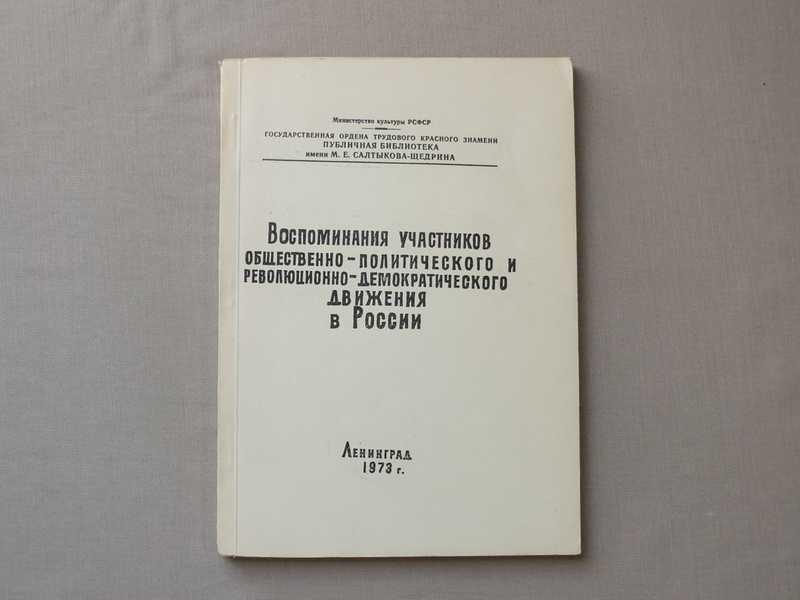 Министерство культуры РСФСР
ГОСУДАРСТВЕННАЯ ОРДЕНА ТРУДОВОГО КРАСНОГО ЗНАМЕНИ
ПУБЛИЧНАЯ БИБЛИОТЕКА
имени М. Е. САЛТЫКОВА-ЩЕДРИНА
ВОСПОМИНАНИЯ УЧАСТНИКОВ
ОБЩЕСТВЕННО-ПОЛИТИЧЕСКОГО И
РЕВОЛЮЦИОННО-ДЕМОКРАТИЧЕСКОГО
ДВИЖЕНИЯ
В РОССИИ
ЛЕНИНГРАД
1973 г.